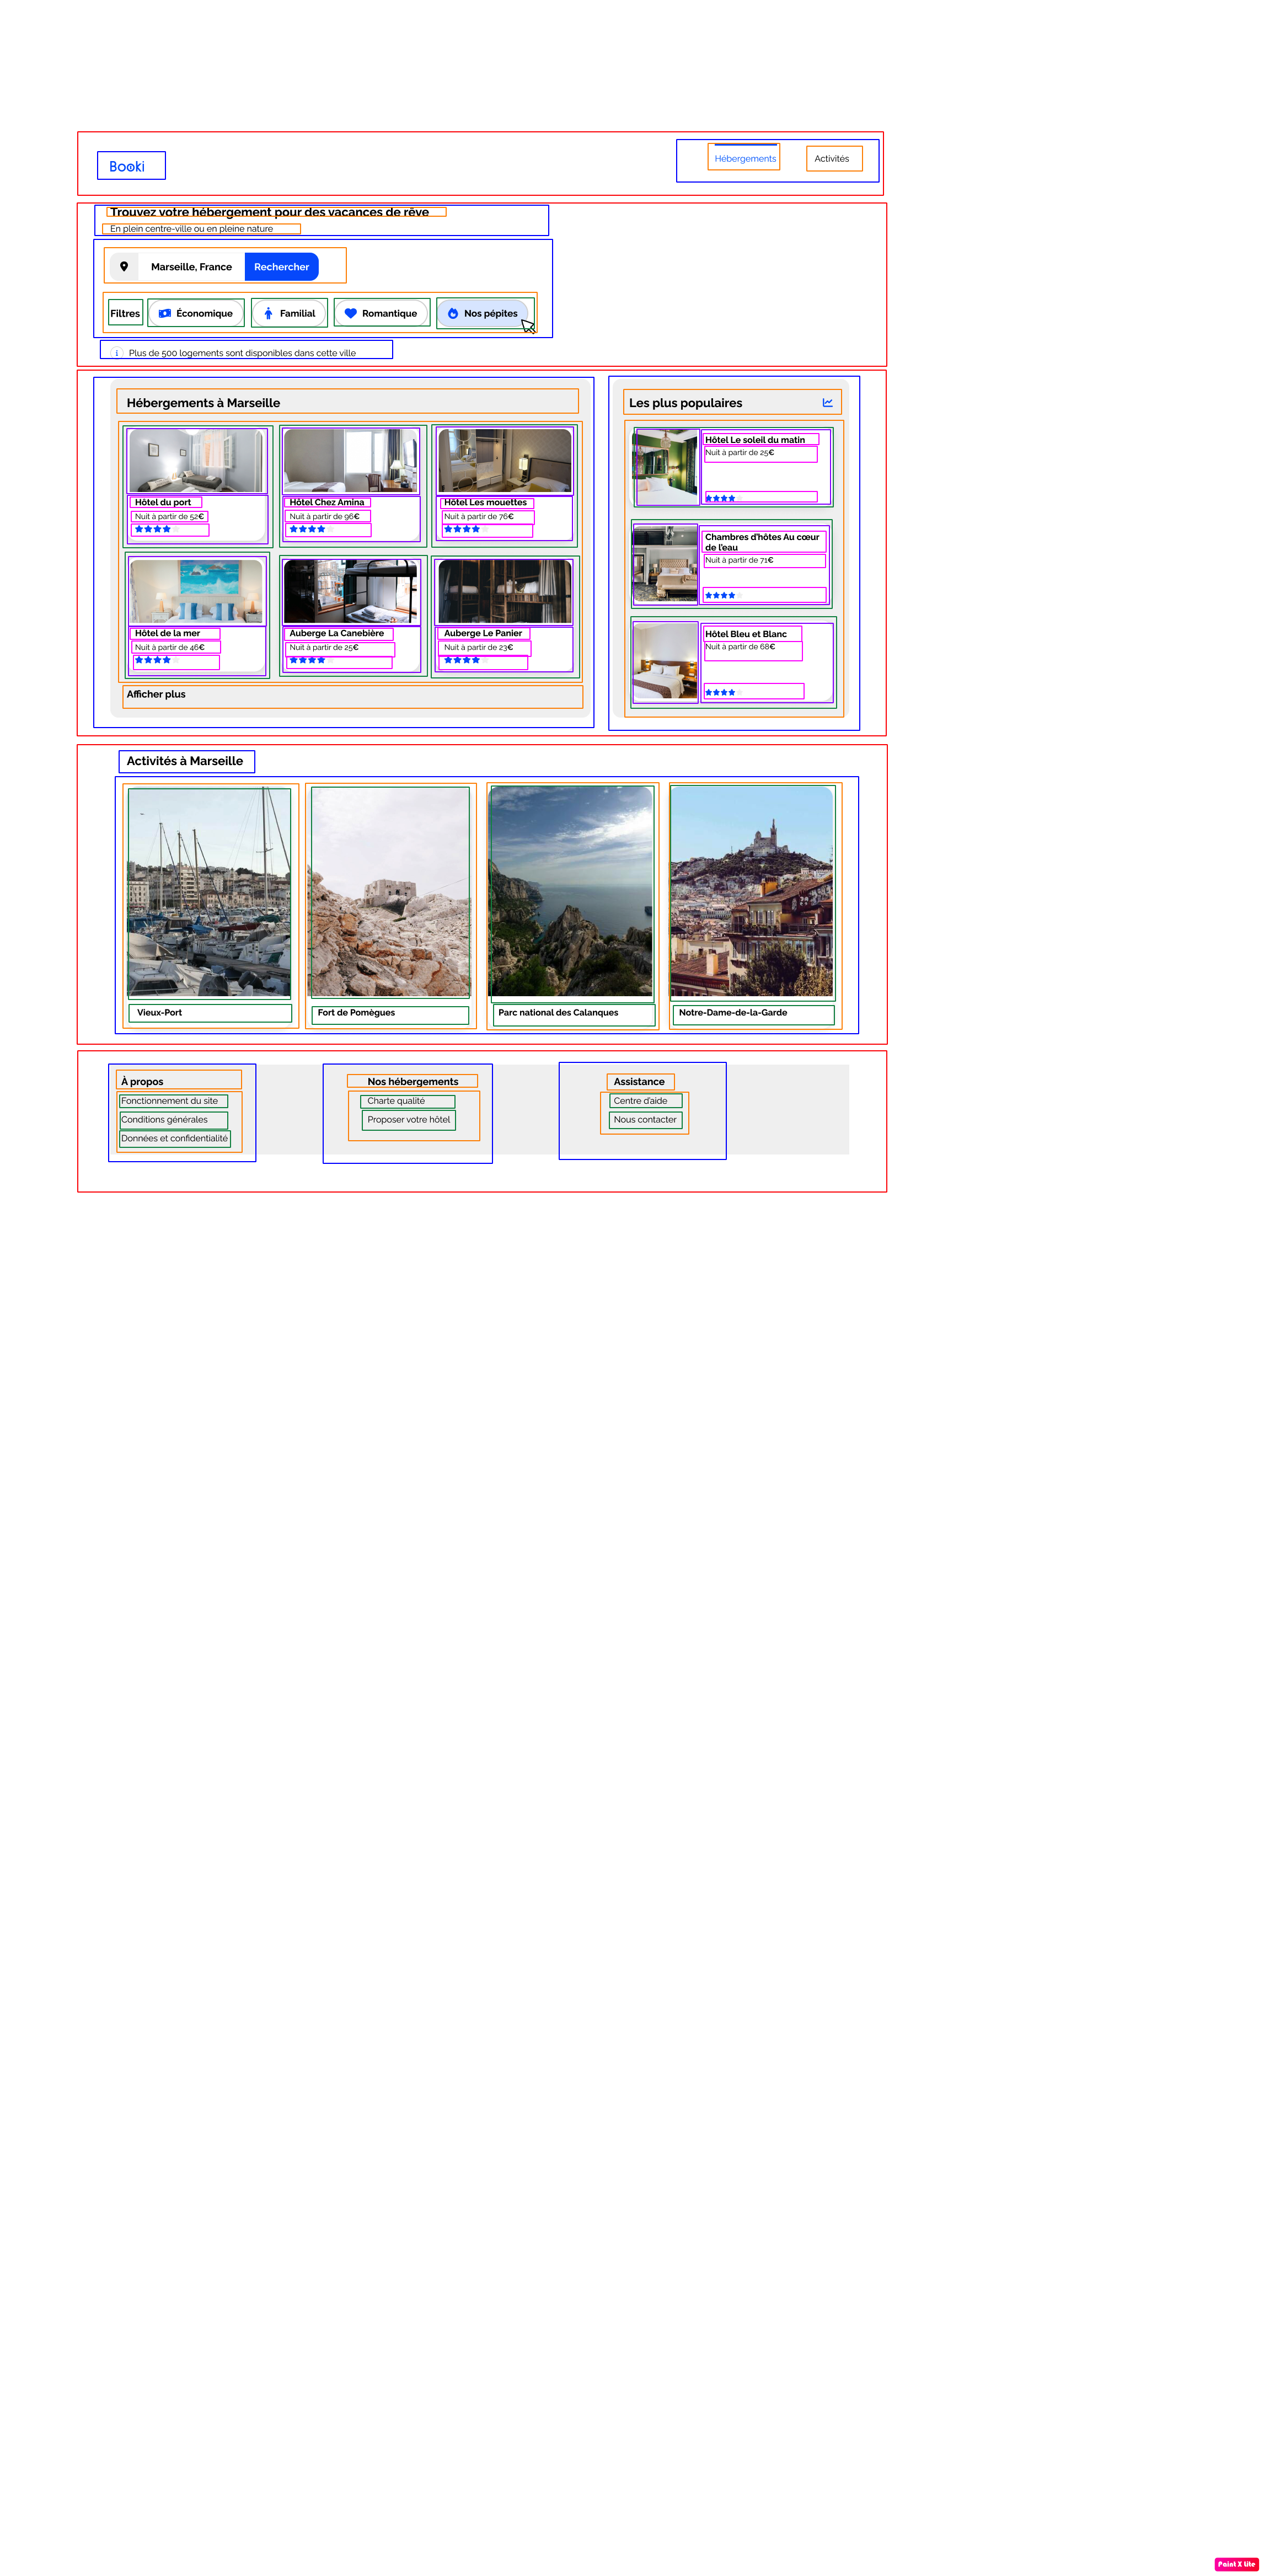 Booki
Hébergements
Activités
Trouvez votre hébergement pour des vacances de rêve
En plein centre-ville ou en pleine nature
Marseille, France
Rechercher
Filtres
Économique
Familial
Romantique
Nos pépites
i
Plus de 500 logements sont disponibles dans cette ville
Hébergements à Marseille
Hôtel du port
Nuit à partir de 52€
Hôtel Chez Amina
Nuit à partir de 96€
Hôtel Les mouettes
Nuit à partir de 76€
Hôtel de la mer
Nuit à partir de 46€
Auberge La Canebière
Nuit à partir de 25€
Auberge Le Panier
Nuit à partir de 23€
Afficher plus
Les plus populaires
Hôtel Le soleil du matin
Nuit à partir de 25€
Chambres d'hôtes Au cœur
de l'eau
Nuit à partir de 71€
Hôtel Bleu et Blanc
Nuit à partir de 68€
Activités à Marseille
Vieux-Port
Fort de Pomègues
Parc national des Calanques
Notre-Dame-de-la-Garde
À propos
Fonctionnement du site
Conditions générales
Données et confidentialité
Nos hébergements
Charte qualité
Proposer votre hôtel
Assistance
Centre d'aide
Nous contacter
Paint X lite